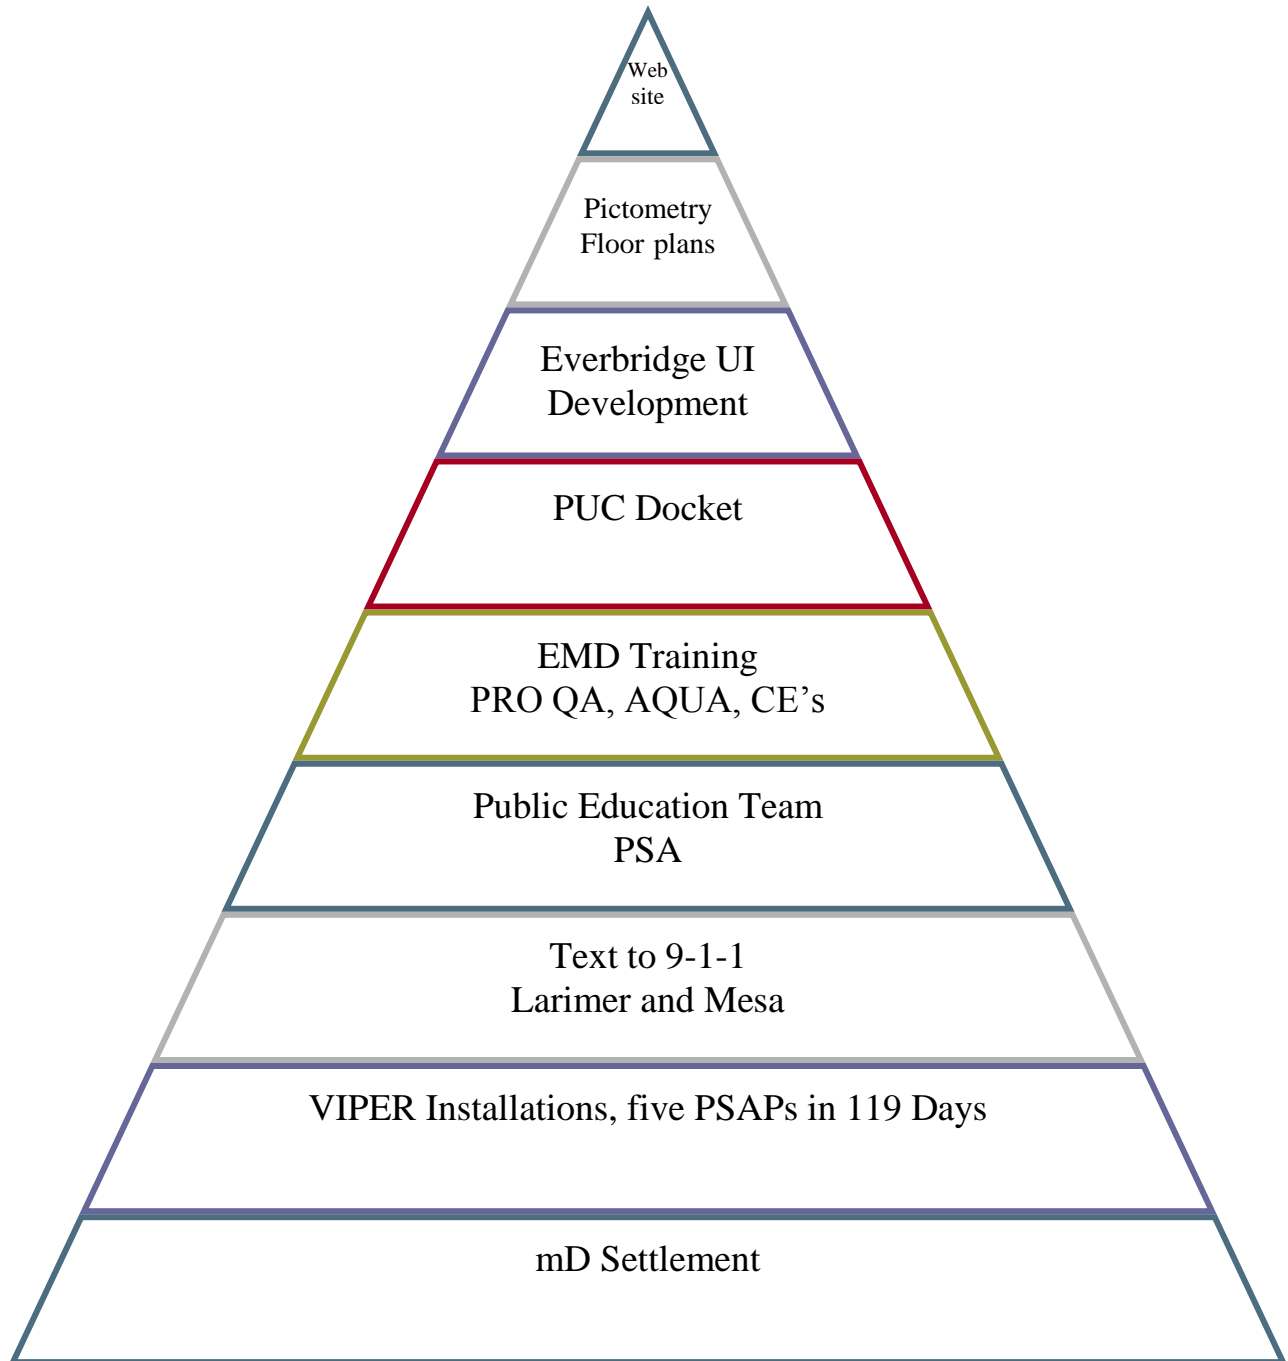 Web
site
Pictometry
Floor plans
Everbridge UI
Development
PUC Docket
EMD Training
PRO QA, AQUA, CE’s
Public Education Team
PSA
Text to 9-1-1
Larimer and Mesa
VIPER Installations, five PSAPs in 119 Days
mD Settlement